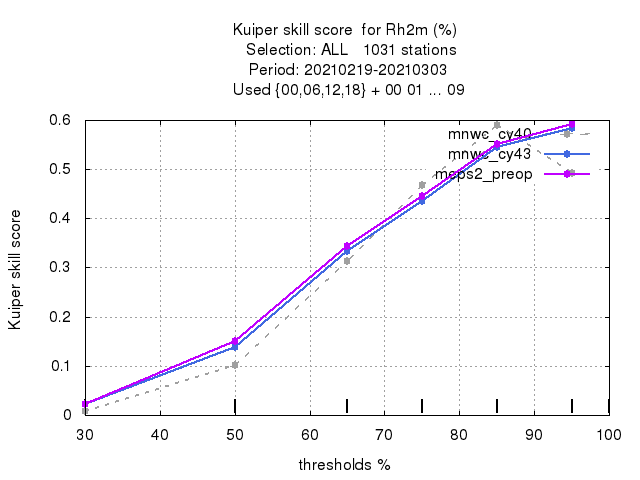 Kuiper skill score  for Rh2m (%)
Selection: ALL   1031 stations
Period: 20210219-20210303
Used {00,06,12,18} + 00 01 ... 09
0.6
0.5
0.4
0.3
0.2
0.1
0
Kuiper skill score
mnwc_cy40
mnwc_cy43
meps2_preop
30 40 50 60 70 80 90 100
thresholds %